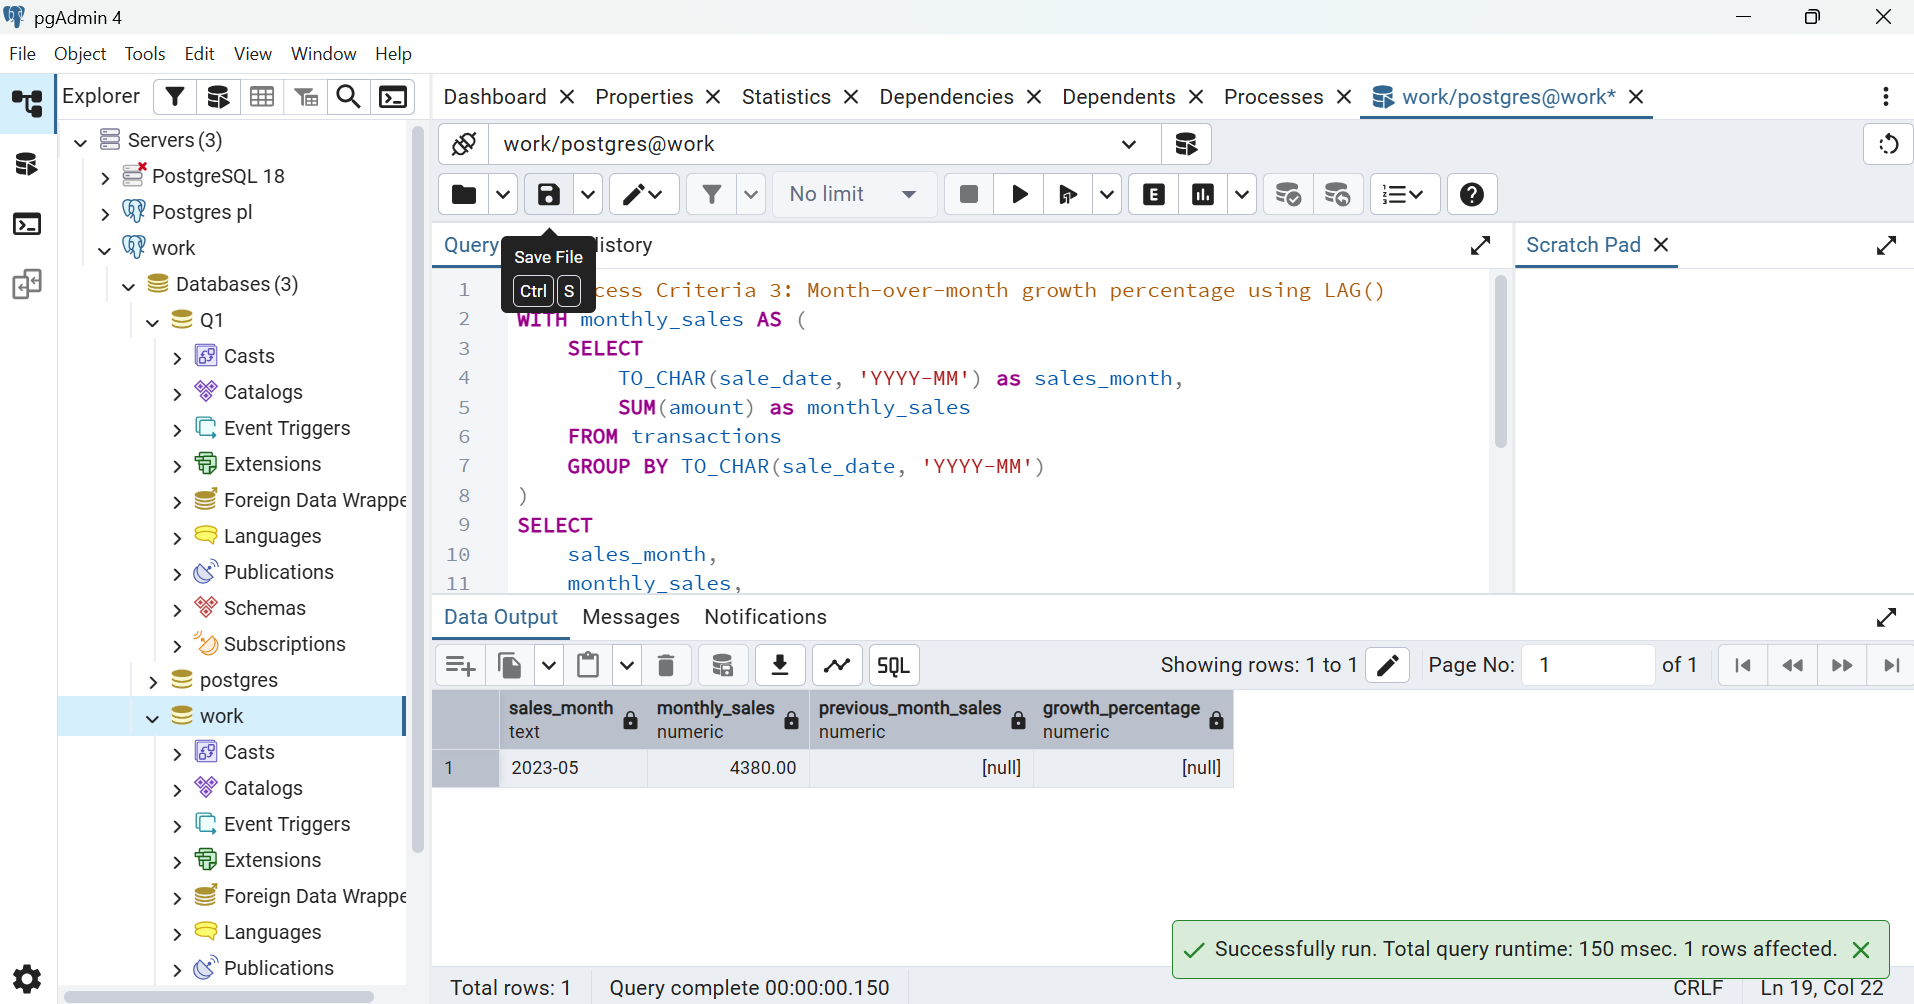 pgAdmin 4
File Object Tools Edit View Window Help
Explorer
Dashboard Properties Statistics Dependencies Dependents Processes work/postgres@work*
Servers (3)
PostgreSQL 18
Postgres pl
work
Databases (3)
Q1
Casts
Catalogs
Event Triggers
Extensions
Foreign Data Wrappe
Languages
Publications
Schemas
Subscriptions
postgres
work
Casts
Catalogs
Event Triggers
Extensions
Foreign Data Wrappe
Languages
Publications
work/postgres@work
No limit
E
Query istory
Save File
Ctrl S
Scratch Pad
1 cess Criteria 3: Month-over-month growth percentage using LAG()
2 WITH monthly_sales AS (
3 SELECT
4 TO_CHAR(sale_date, 'YYYY-MM') as sales_month,
5 SUM(amount) as monthly_sales
6 FROM transactions
7 GROUP BY TO_CHAR(sale_date, 'YYYY-MM')
8 )
9 SELECT
10 sales_month,
11 monthly_sales,
Data Output Messages Notifications
SQL Showing rows: 1 to 1 Page No: 1 of 1
sales_month monthly_sales previous_month_sales growth_percentage
text numeric numeric numeric
1 2023-05 4380.00 [null] [null]
Successfully run. Total query runtime: 150 msec. 1 rows affected.
Total rows: 1 Query complete 00:00:00.150 CRLF Ln 19, Col 22